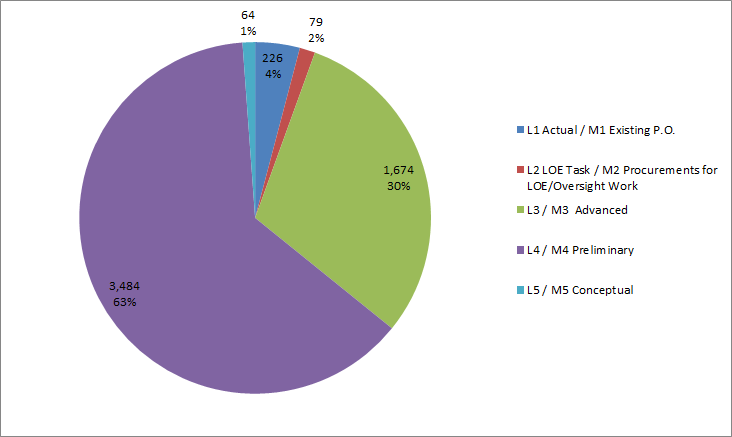 64
1%
79
2%
226
4%
1,674
30%
3,484
63%
L1 Actual / M1 Existing P.O.
L2 LOE Task / M2 Procurements for
LOE/Oversight Work
L3 / M3 Advanced
L4 / M4 Preliminary
L5 / M5 Conceptual